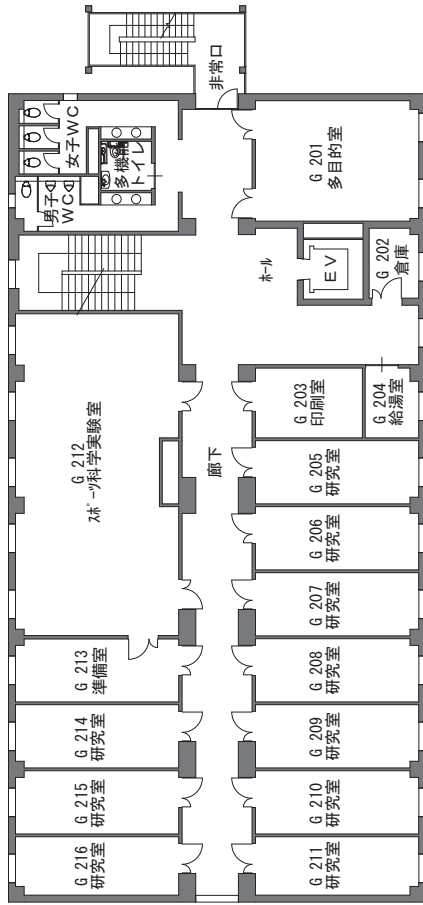 非常口
女子WC
男子
WC
多機能
トイレ
G 201
多目的室
ホール
EV
G 202
倉庫
G 212
スポーツ科学実験室
廊下
G 203
印刷室
G 204
給湯室
G 205
研究室
G 206
研究室
G 207
研究室
G 213
準備室
G 208
研究室
G 214
研究室
G 209
研究室
G 215
研究室
G 210
研究室
G 216
研究室
G 211
研究室